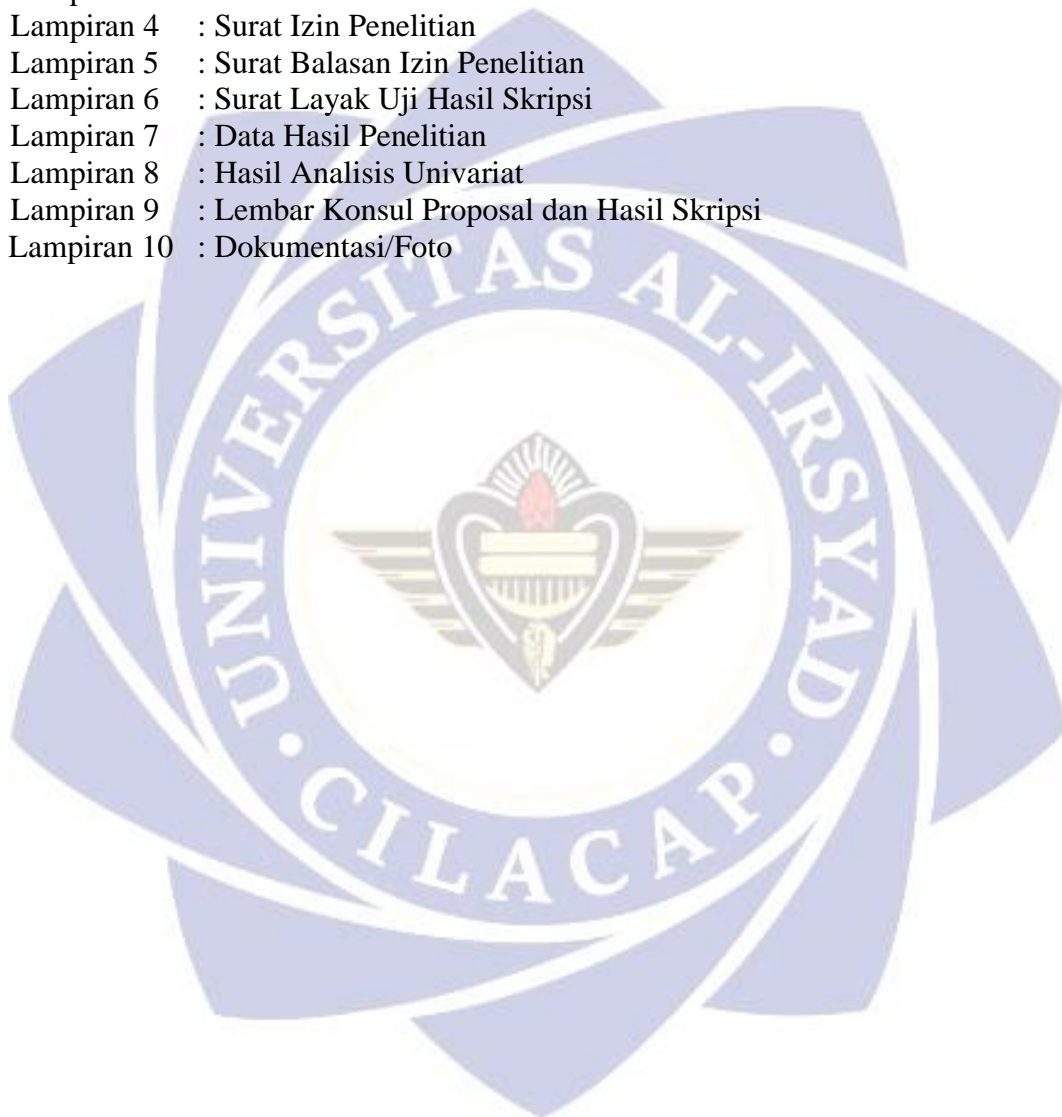 Lampiran 4 : Surat Izin Penelitian
Lampiran 5 : Surat Balasan Izin Penelitian
Lampiran 6 : Surat Layak Uji Hasil Skripsi
Lampiran 7 : Data Hasil Penelitian
Lampiran 8 : Hasil Analisis Univariat
Lampiran 9 : Lembar Konsul Proposal dan Hasil Skripsi
Lampiran 10 : Dokumentasi/Foto
UNIVERSITAS AL-IRSYAD
• CILACAP •